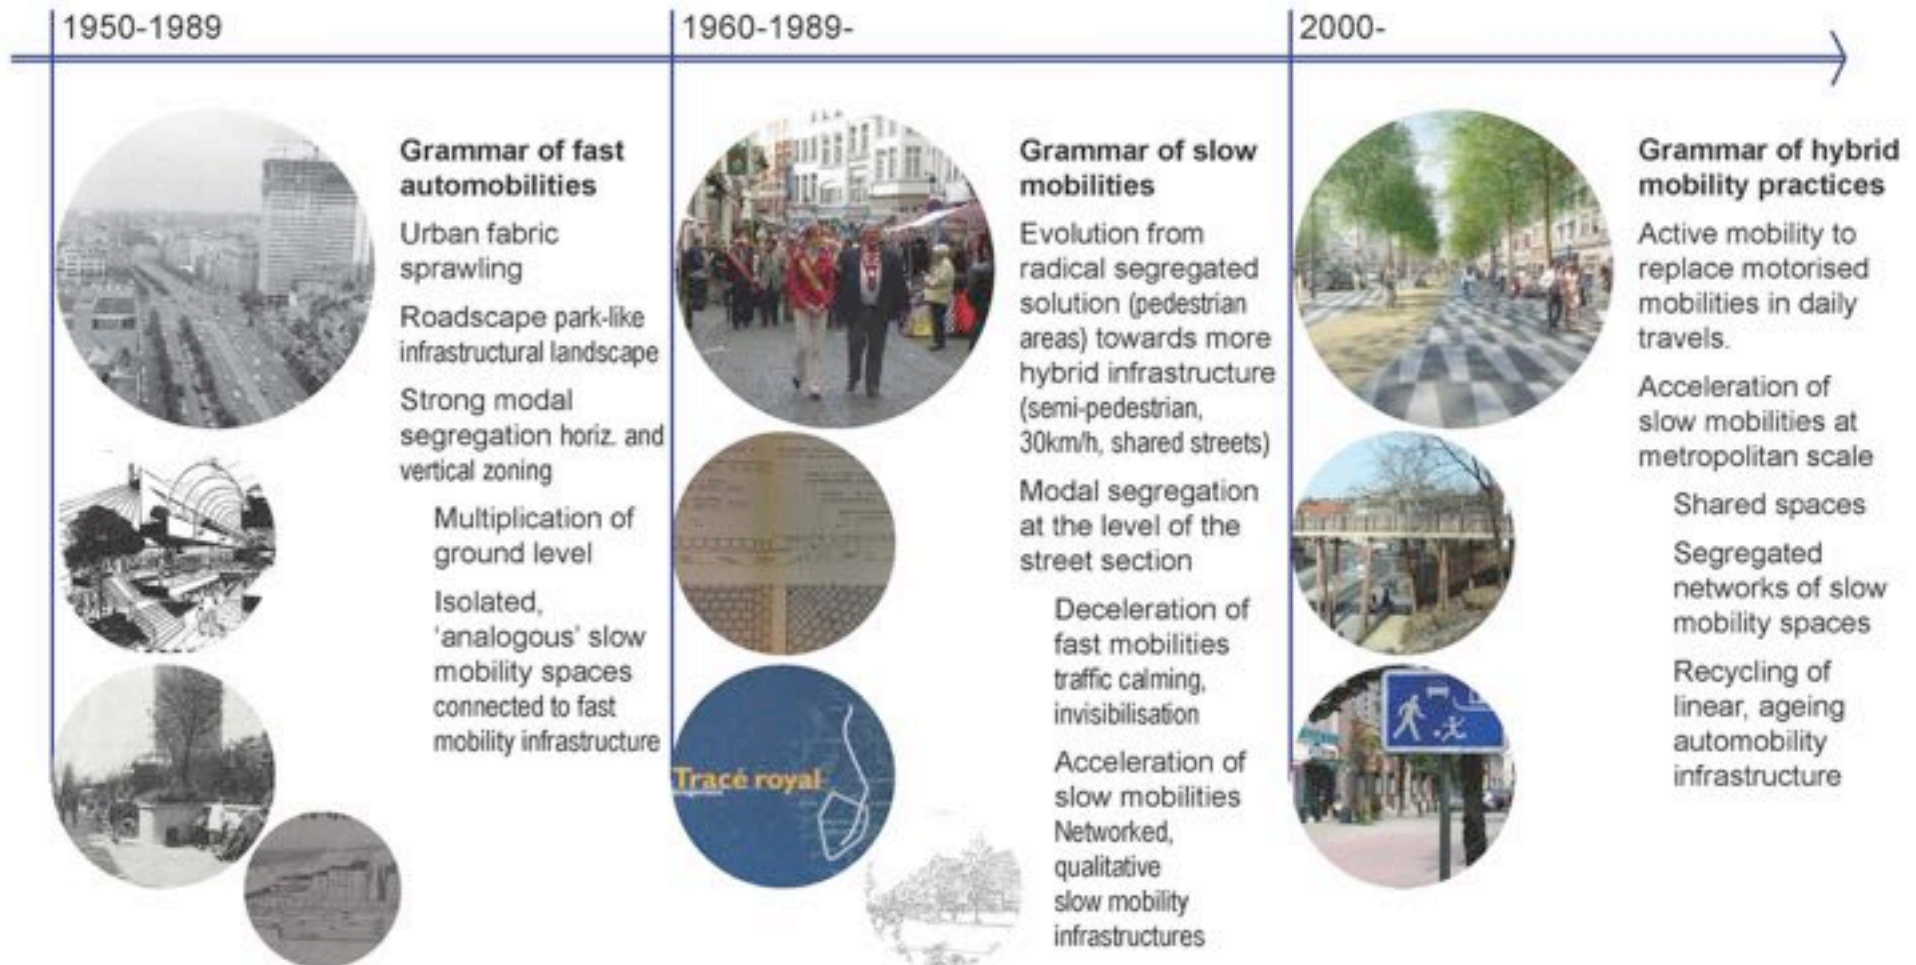 1950-1989
Grammar of fast
automobilities
Urban fabric
sprawling
Roadscape park-like
infrastructural landscape
Strong modal
segregation horiz. and
vertical zoning
Multiplication of
ground level
Isolated,
‘analogous’ slow
mobility spaces
connected to fast
mobility infrastructure
1960-1989-
Grammar of slow
mobilities
Evolution from
radical segregated
solution (pedestrian
areas) towards more
hybrid infrastructure
(semi-pedestrian,
30km/h, shared streets)
Modal segregation
at the level of the
street section
Deceleration of
fast mobilities
traffic calming,
invisibilisation
Acceleration of
slow mobilities
Networked,
qualitative
slow mobility
infrastructures
Tracé royal
2000-
Grammar of hybrid
mobility practices
Active mobility to
replace motorised
mobilities in daily
travels.
Acceleration of
slow mobilities at
metropolitan scale
Shared spaces
Segregated
networks of slow
mobility spaces
Recycling of
linear, ageing
automobility
infrastructure